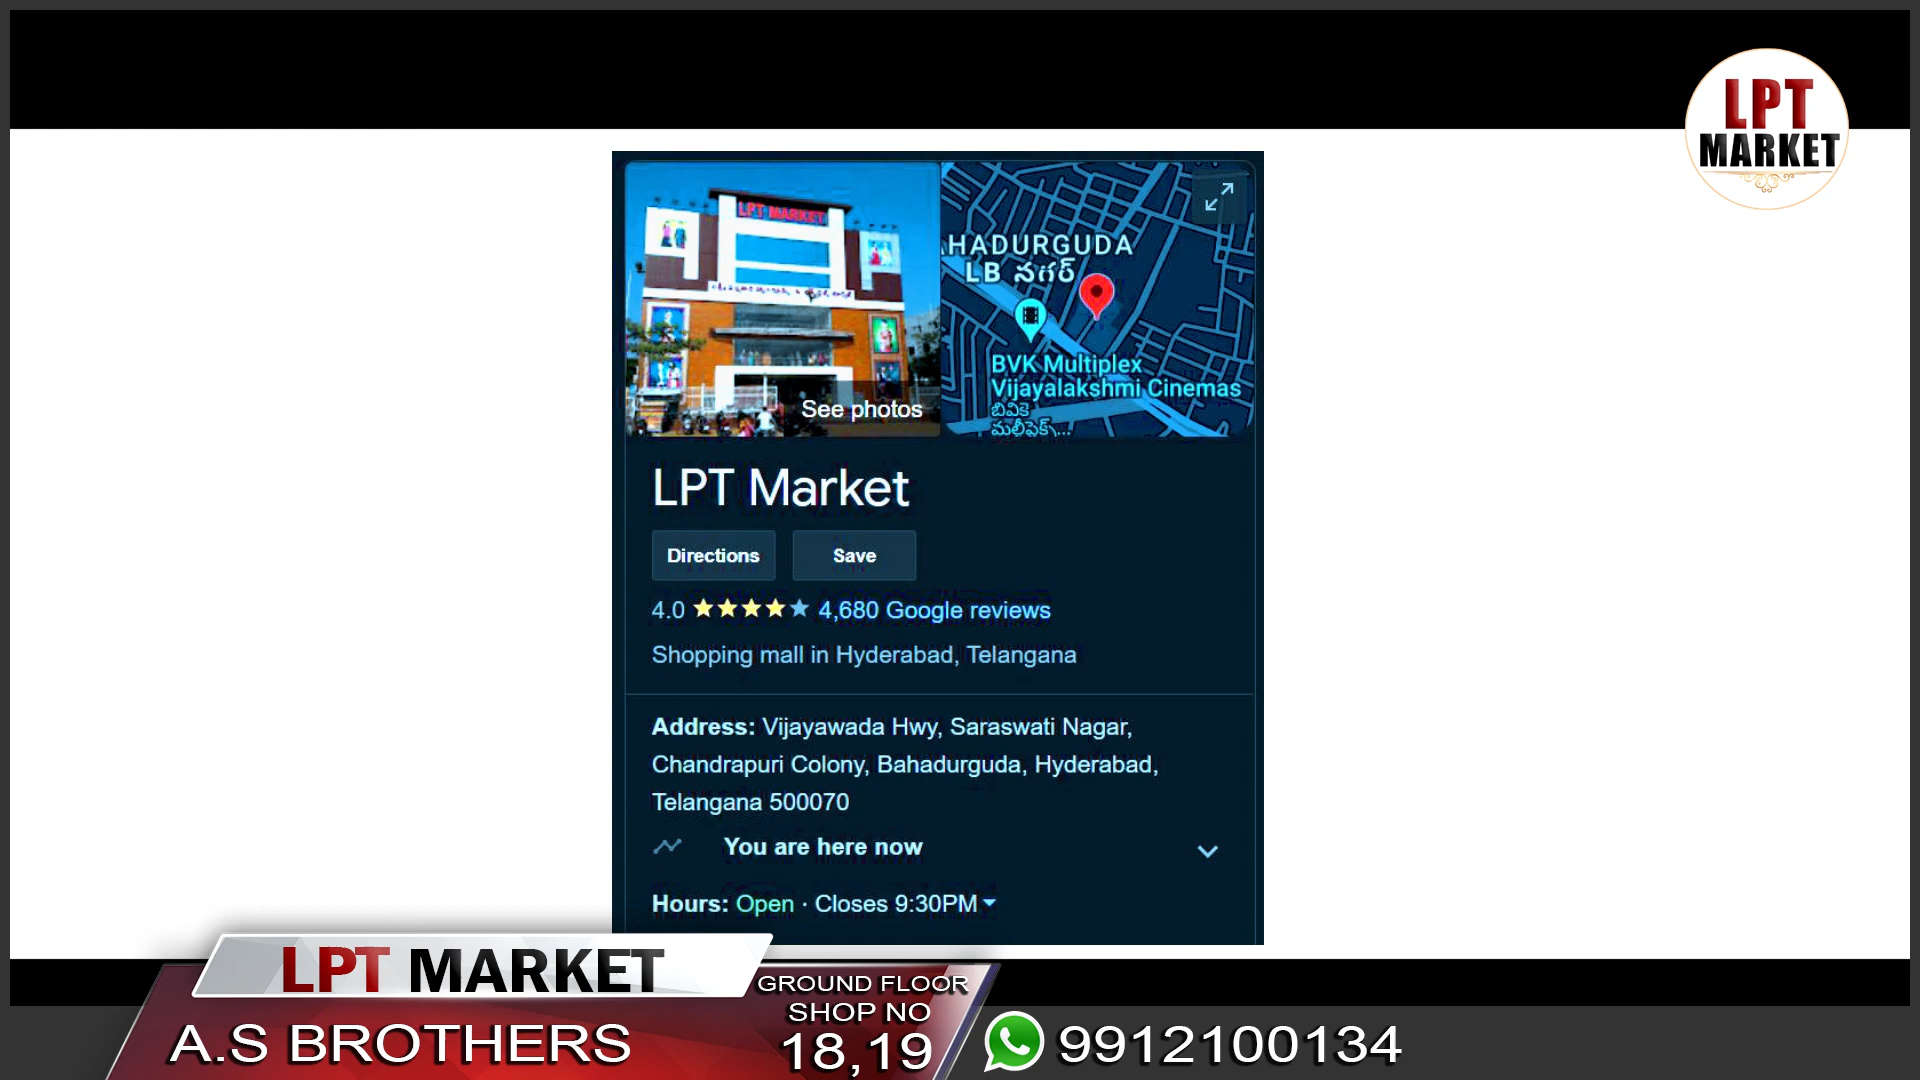 LPT
MARKET
LPT MARKET
HADURGUDA
LB నగర్
BVK Multiplex
Vijayalakshmi Cinemas
బివికె
మల్టీప్లెక్స్...
See photos
LPT Market
Directions
Save
4.0 4,680 Google reviews
Shopping mall in Hyderabad, Telangana
Address: Vijayawada Hwy, Saraswati Nagar,
Chandrapuri Colony, Bahadurguda, Hyderabad,
Telangana 500070
You are here now
Hours: Open · Closes 9:30PM
LPT MARKET
A.S BROTHERS
GROUND FLOOR
SHOP NO
18,19
9912100134